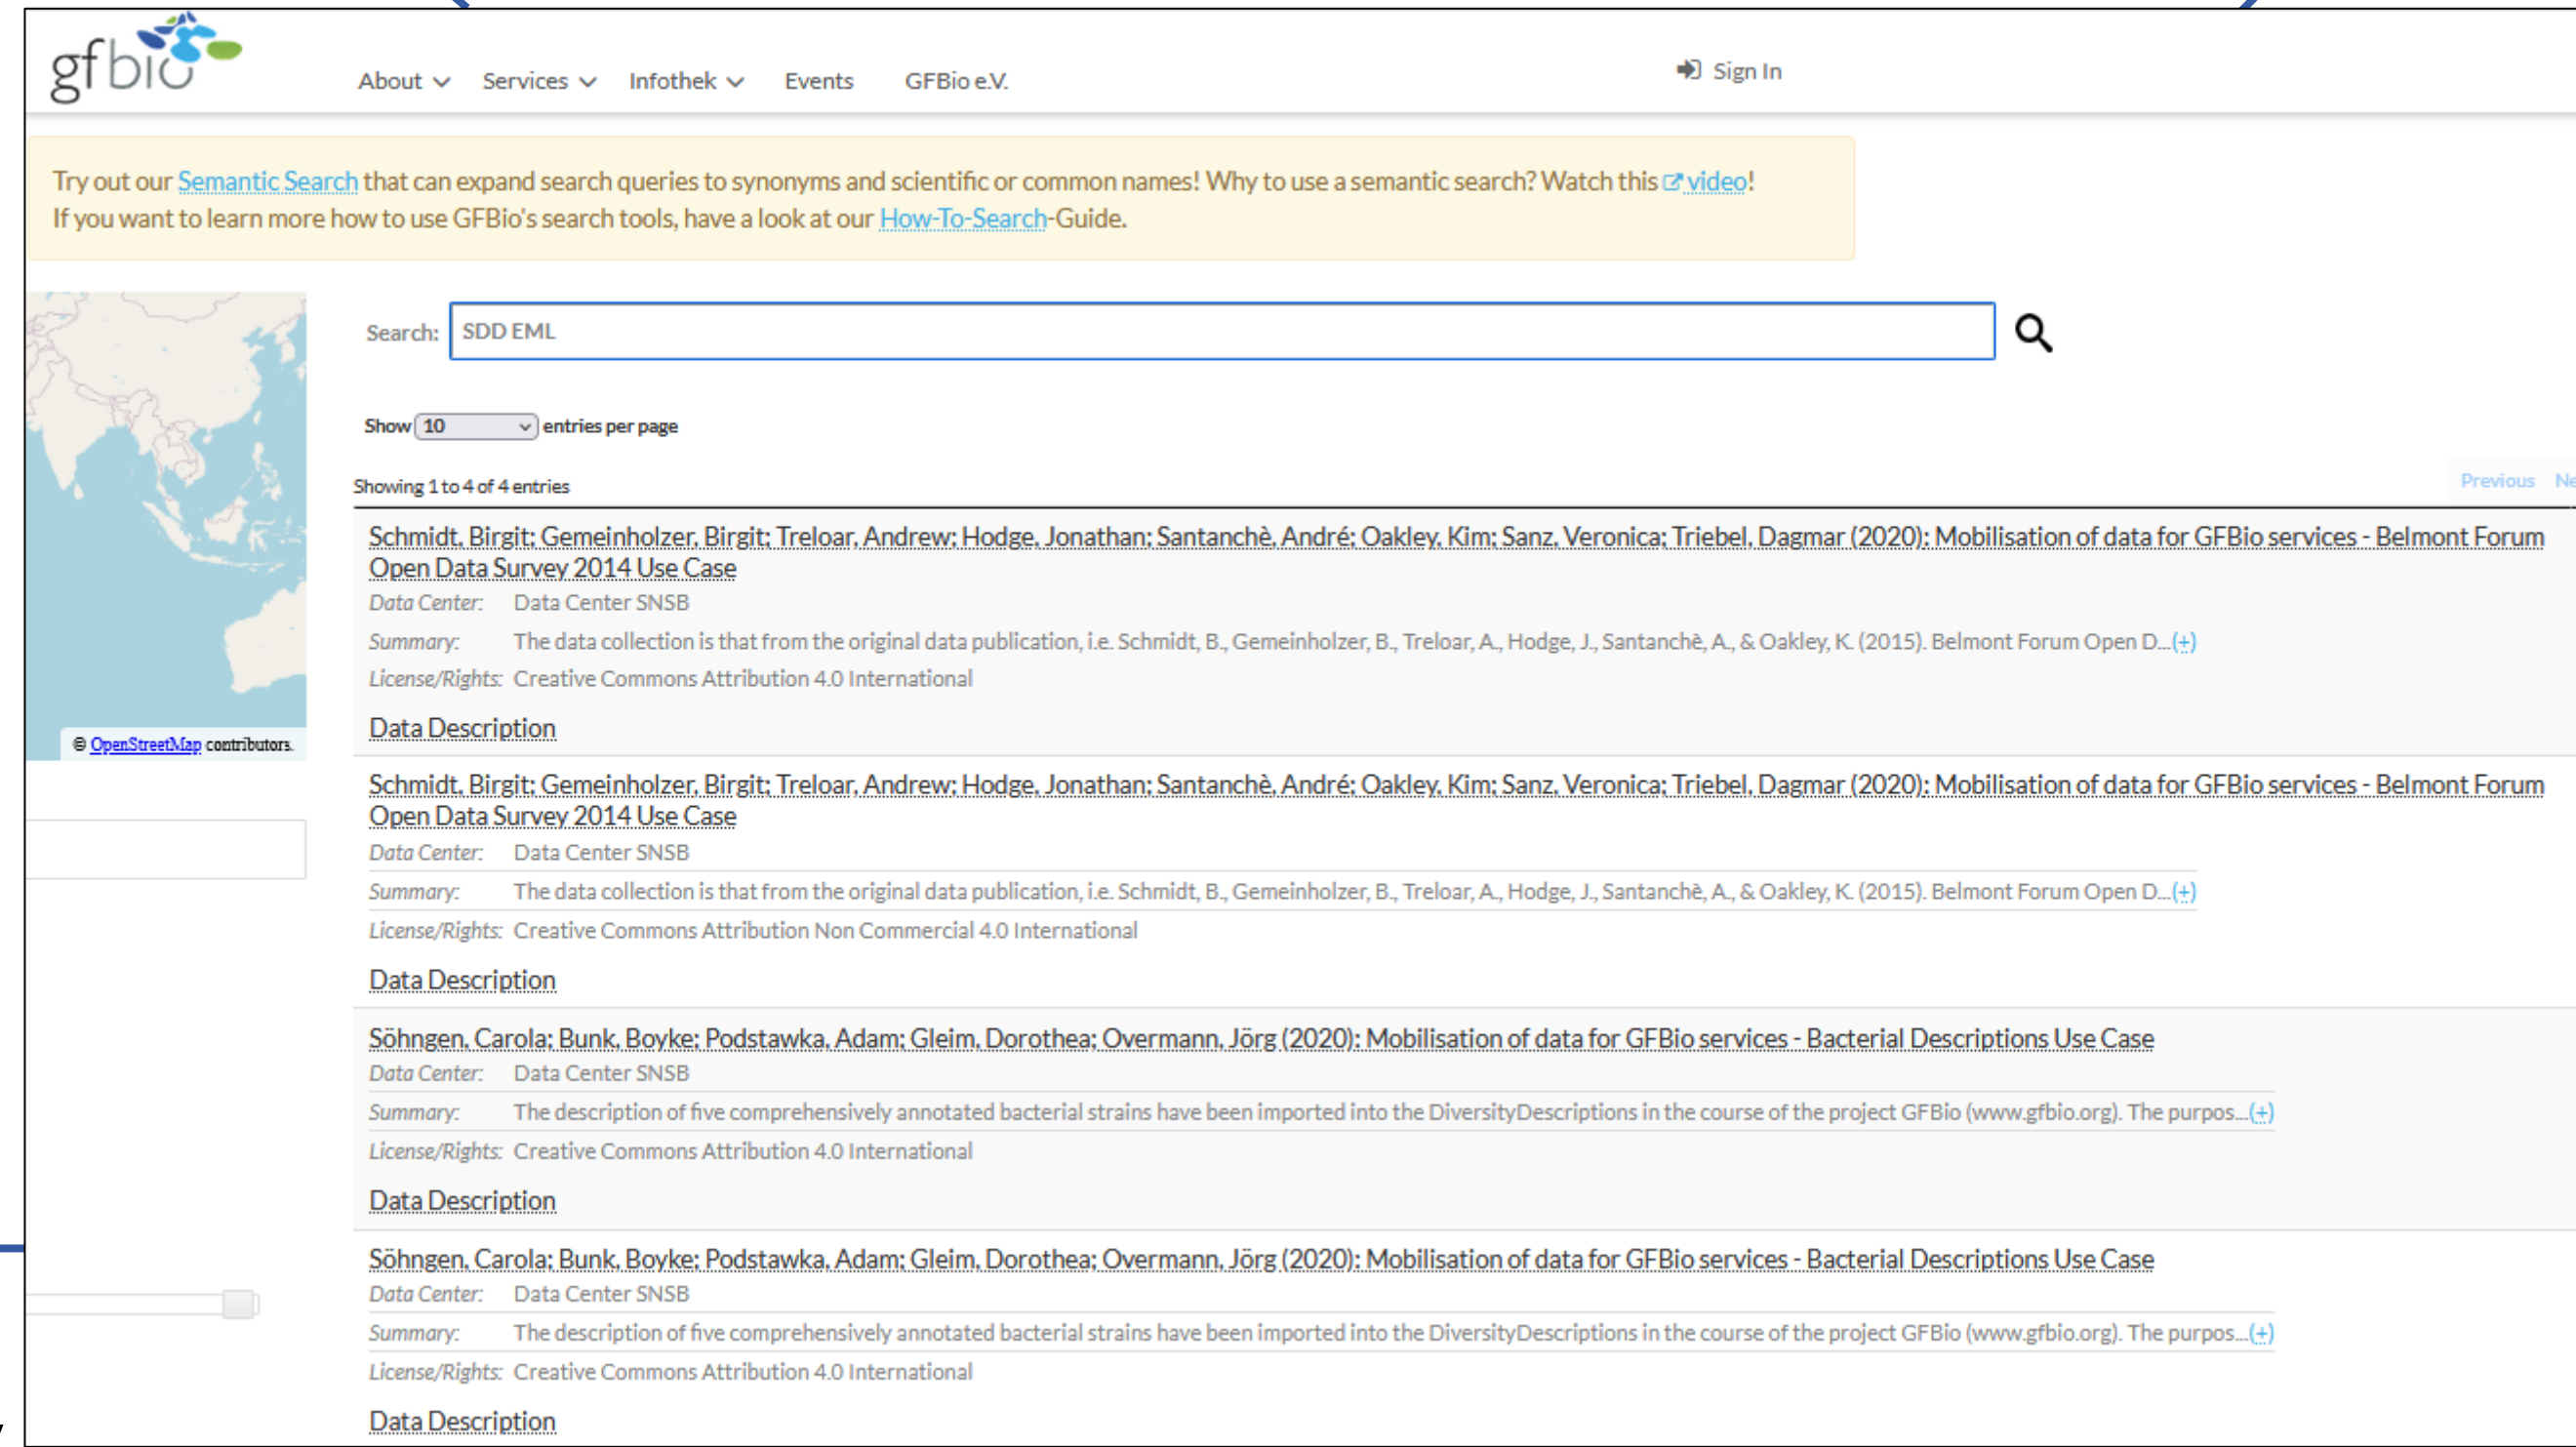 gfbio
About Services Infothek Events GFBio e.V.
Sign In
Try out our Semantic Search that can expand search queries to synonyms and scientific or common names! Why to use a semantic search? Watch this video!
If you want to learn more how to use GFBio's search tools, have a look at our How-To-Search-Guide.
Search: SDD EML
Show 10 entries per page
Showing 1 to 4 of 4 entries
Previous Ne
Schmidt, Birgit; Gemeinholzer, Birgit; Treloar, Andrew; Hodge, Jonathan; Santanchè, André; Oakley, Kim; Sanz, Veronica; Triebel, Dagmar (2020): Mobilisation of data for GFBio services - Belmont Forum
Open Data Survey 2014 Use Case
Data Center: Data Center SNSB
Summary: The data collection is that from the original data publication, i.e. Schmidt, B., Gemeinholzer, B., Treloar, A., Hodge, J., Santanchè, A., & Oakley, K. (2015). Belmont Forum Open D...(+)
License/Rights: Creative Commons Attribution 4.0 International
Data Description
© OpenStreetMap contributors.
Schmidt, Birgit; Gemeinholzer, Birgit; Treloar, Andrew; Hodge, Jonathan; Santanchè, André; Oakley, Kim; Sanz, Veronica; Triebel, Dagmar (2020): Mobilisation of data for GFBio services - Belmont Forum
Open Data Survey 2014 Use Case
Data Center: Data Center SNSB
Summary: The data collection is that from the original data publication, i.e. Schmidt, B., Gemeinholzer, B., Treloar, A., Hodge, J., Santanchè, A., & Oakley, K. (2015). Belmont Forum Open D...(+)
License/Rights: Creative Commons Attribution Non Commercial 4.0 International
Data Description
Söhngen, Carola; Bunk, Boyke; Podstawka, Adam; Gleim, Dorothea; Overmann, Jörg (2020): Mobilisation of data for GFBio services - Bacterial Descriptions Use Case
Data Center: Data Center SNSB
Summary: The description of five comprehensively annotated bacterial strains have been imported into the DiversityDescriptions in the course of the project GFBio (www.gfbio.org). The purpos...(+)
License/Rights: Creative Commons Attribution 4.0 International
Data Description
Söhngen, Carola; Bunk, Boyke; Podstawka, Adam; Gleim, Dorothea; Overmann, Jörg (2020): Mobilisation of data for GFBio services - Bacterial Descriptions Use Case
Data Center: Data Center SNSB
Summary: The description of five comprehensively annotated bacterial strains have been imported into the DiversityDescriptions in the course of the project GFBio (www.gfbio.org). The purpos...(+)
License/Rights: Creative Commons Attribution 4.0 International
Data Description